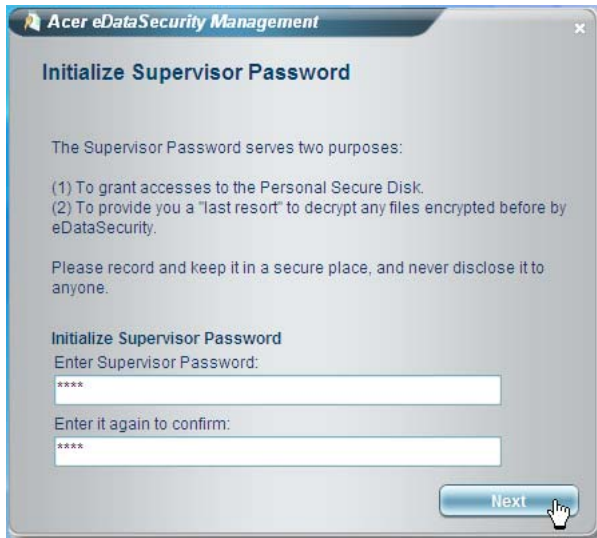 Acer eDataSecurity Management
x
Initialize Supervisor Password
The Supervisor Password serves two purposes:
(1) To grant accesses to the Personal Secure Disk.
(2) To provide you a "last resort" to decrypt any files encrypted before by
eDataSecurity.
Please record and keep it in a secure place, and never disclose it to
anyone.
Initialize Supervisor Password
Enter Supervisor Password:
****
Enter it again to confirm:
****
Next